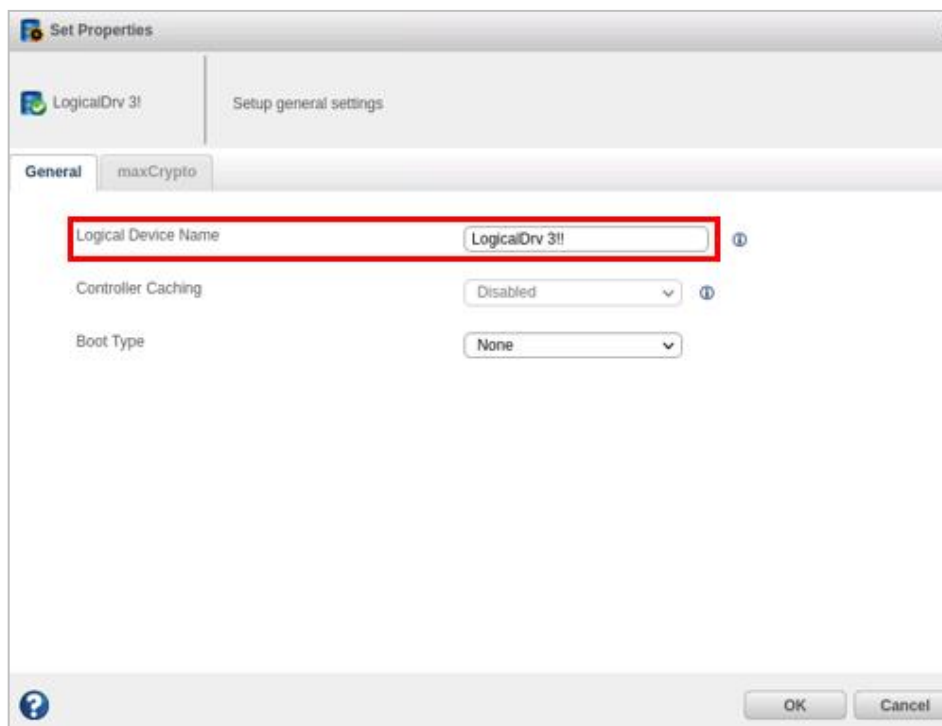 Set Properties
LogicalDrv 3!
Setup general settings
General
maxCrypto
Logical Device Name
LogicalDrv 3!!
Controller Caching
Disabled
Boot Type
None
OK
Cancel